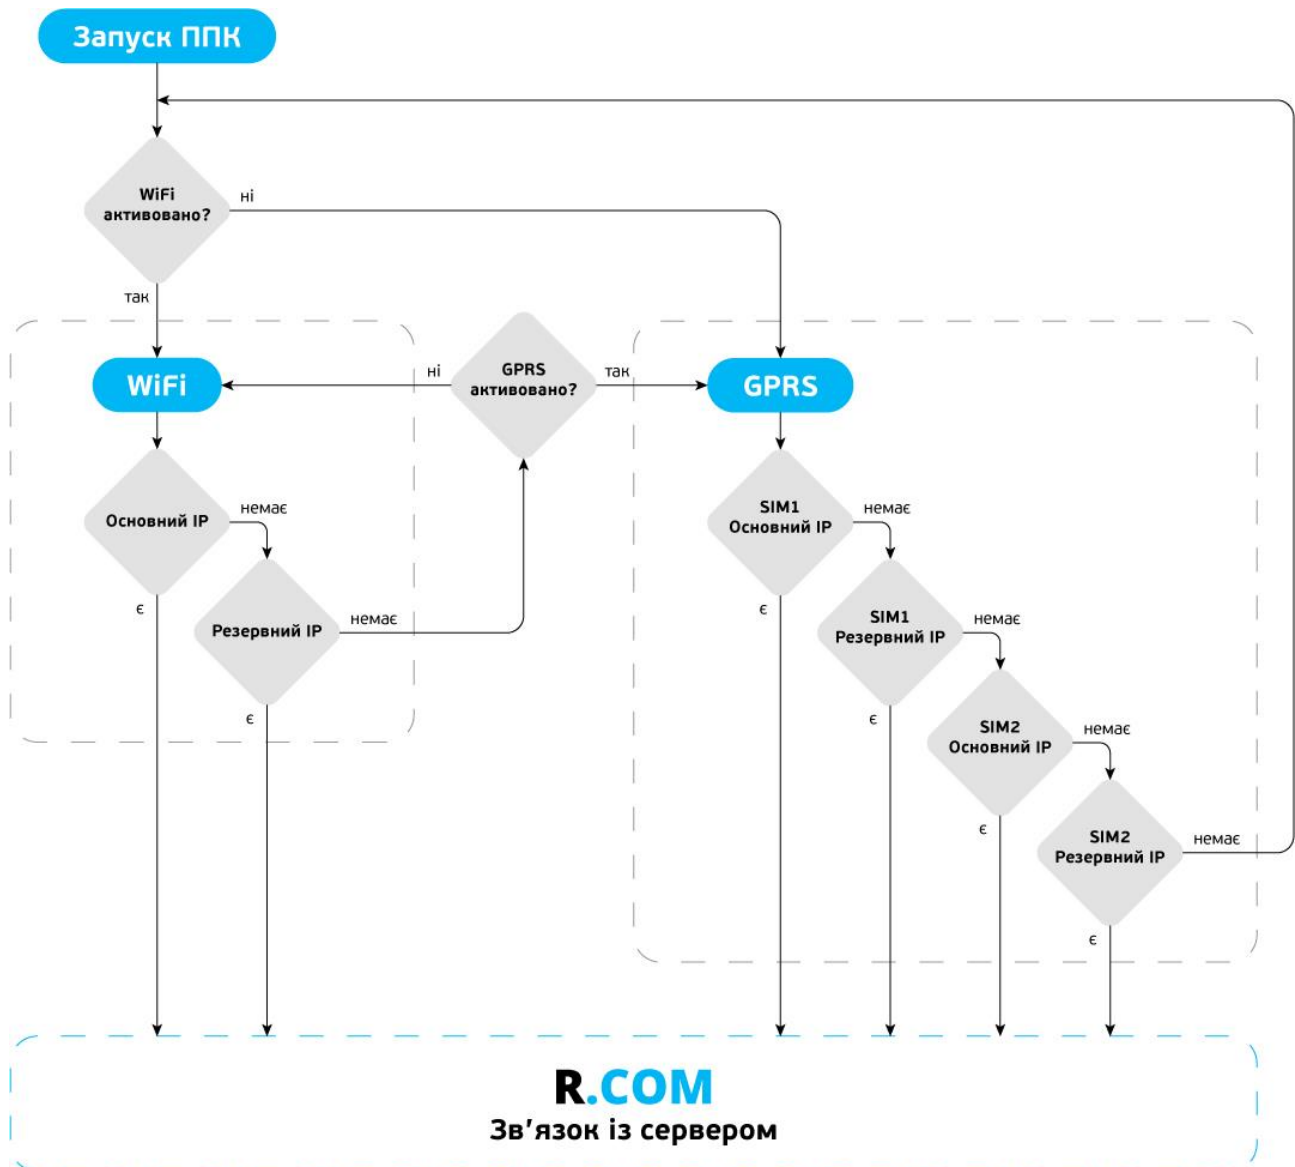 Запуск ППК
WiFi
активовано?
ні
так
WiFi
ні
GPRS
активовано?
так
GPRS
Основний IP
немає
є
Резервний IP
немає
є
SIM1
Основний IP
немає
є
SIM1
Резервний IP
немає
є
SIM2
Основний IP
немає
є
SIM2
Резервний IP
немає
є
R.COM
Зв'язок із сервером